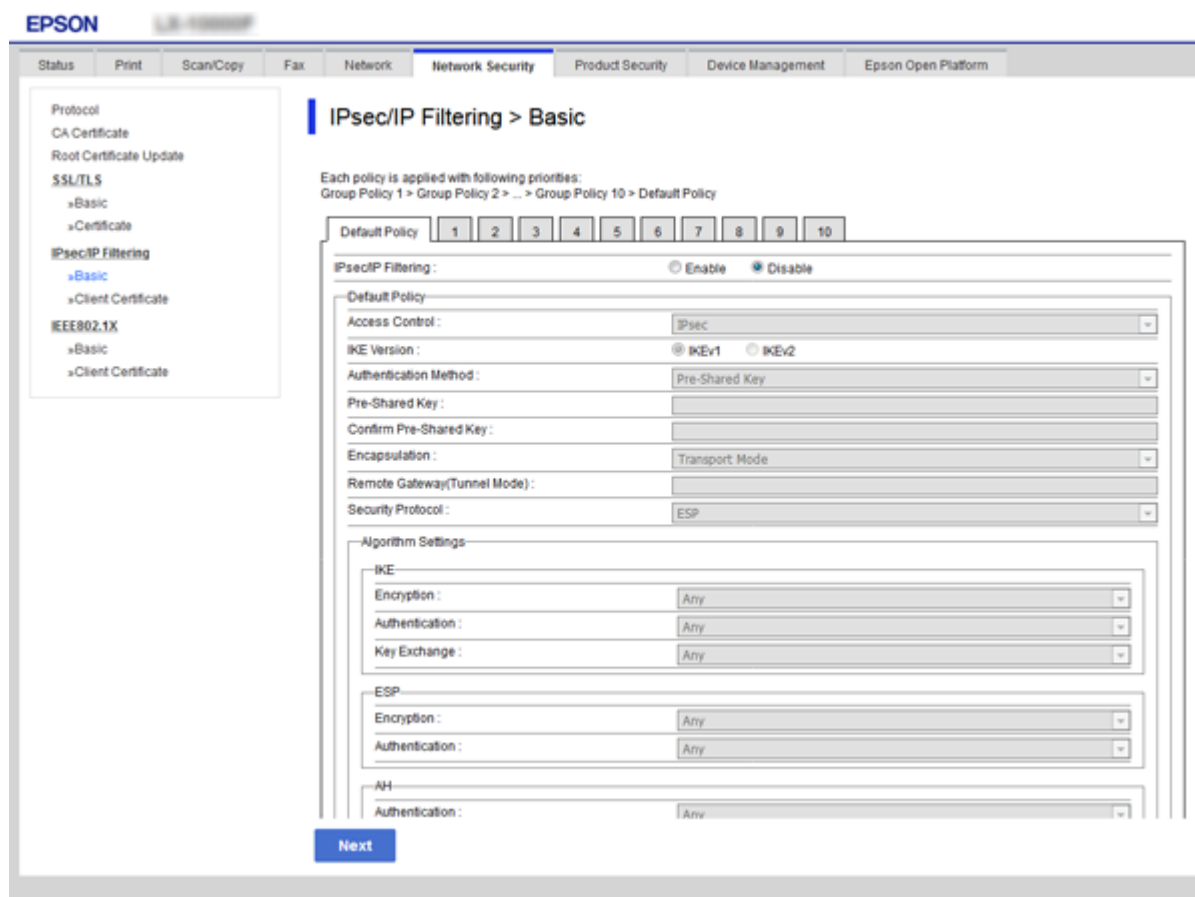 EPSON
Status Print Scan/Copy Fax Network Network Security Product Security Device Management Epson Open Platform
Protocol
CA Certificate
Root Certificate Update
SSL/TLS
»Basic
»Certificate
IPsec/IP Filtering
»Basic
»Client Certificate
IEEE802.1X
»Basic
»Client Certificate
IPsec/IP Filtering > Basic
Each policy is applied with following priorities:
Group Policy 1 > Group Policy 2 > ... > Group Policy 10 > Default Policy
Default Policy 1 2 3 4 5 6 7 8 9 10
IPsec/IP Filtering : Enable Disable
Default Policy
Access Control : IPsec
IKE Version : IKEv1 IKEv2
Authentication Method : Pre-Shared Key
Pre-Shared Key :
Confirm Pre-Shared Key :
Encapsulation : Transport Mode
Remote Gateway(Tunnel Mode) :
Security Protocol : ESP
Algorithm Settings
IKE
Encryption : Any
Authentication : Any
Key Exchange : Any
ESP
Encryption : Any
Authentication : Any
AH
Authentication : Any
Next